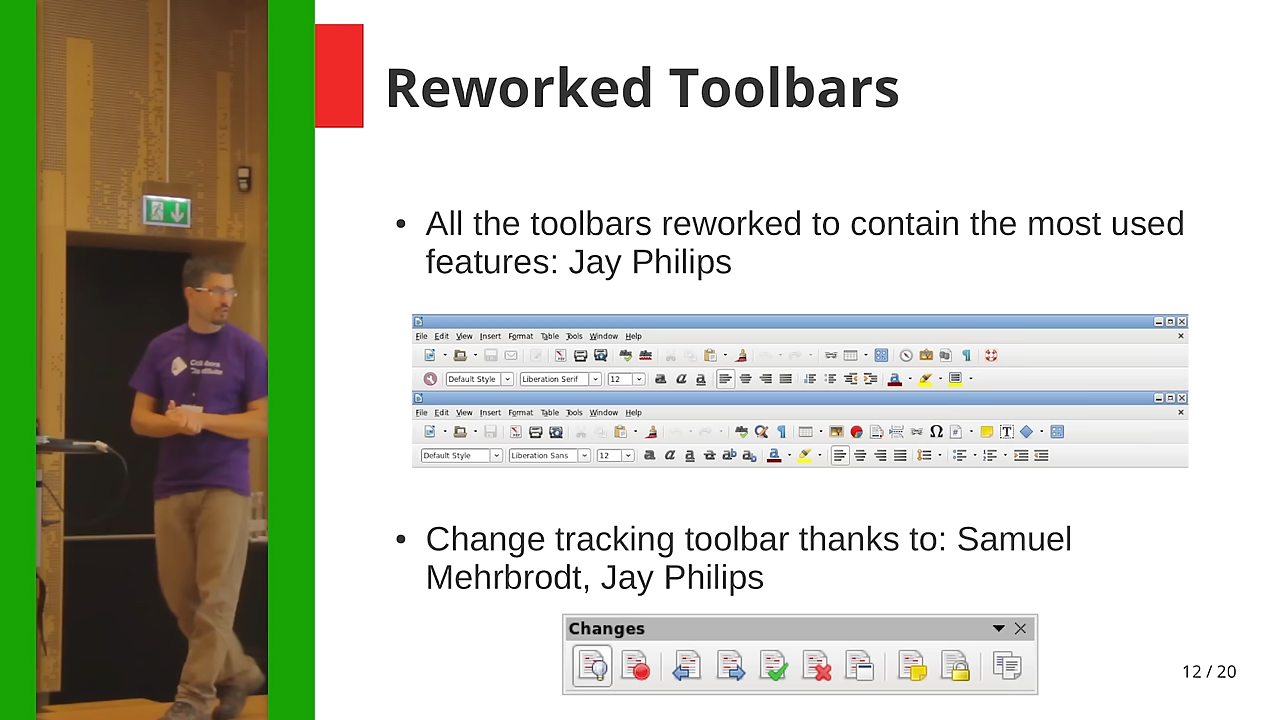 Reworked Toolbars
• All the toolbars reworked to contain the most used
features: Jay Philips
File Edit View Insert Format Table Tools Window Help
Default Style Liberation Serif 12
File Edit View Insert Format Table Tools Window Help
Default Style Liberation Sans 12
• Change tracking toolbar thanks to: Samuel
Mehrbrodt, Jay Philips
Changes
12 / 20